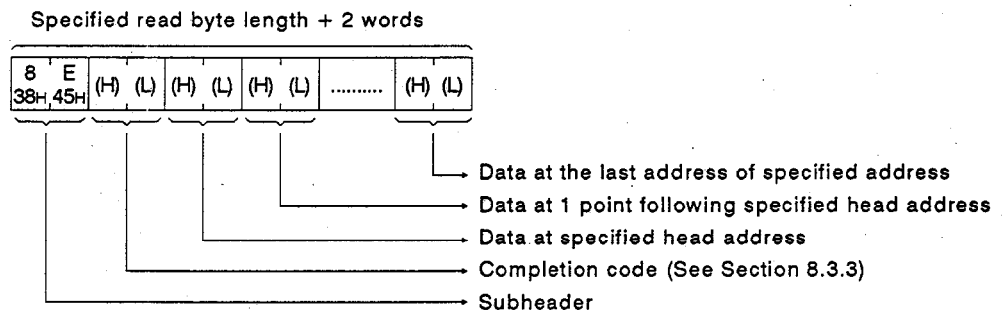 Specified read byte length + 2 words
8 E (H) (L) (H) (L) (H) (L) .......... (H) (L)
38H 45H
Data at the last address of specified address
Data at 1 point following specified head address
Data at specified head address
Completion code (See Section 8.3.3)
Subheader